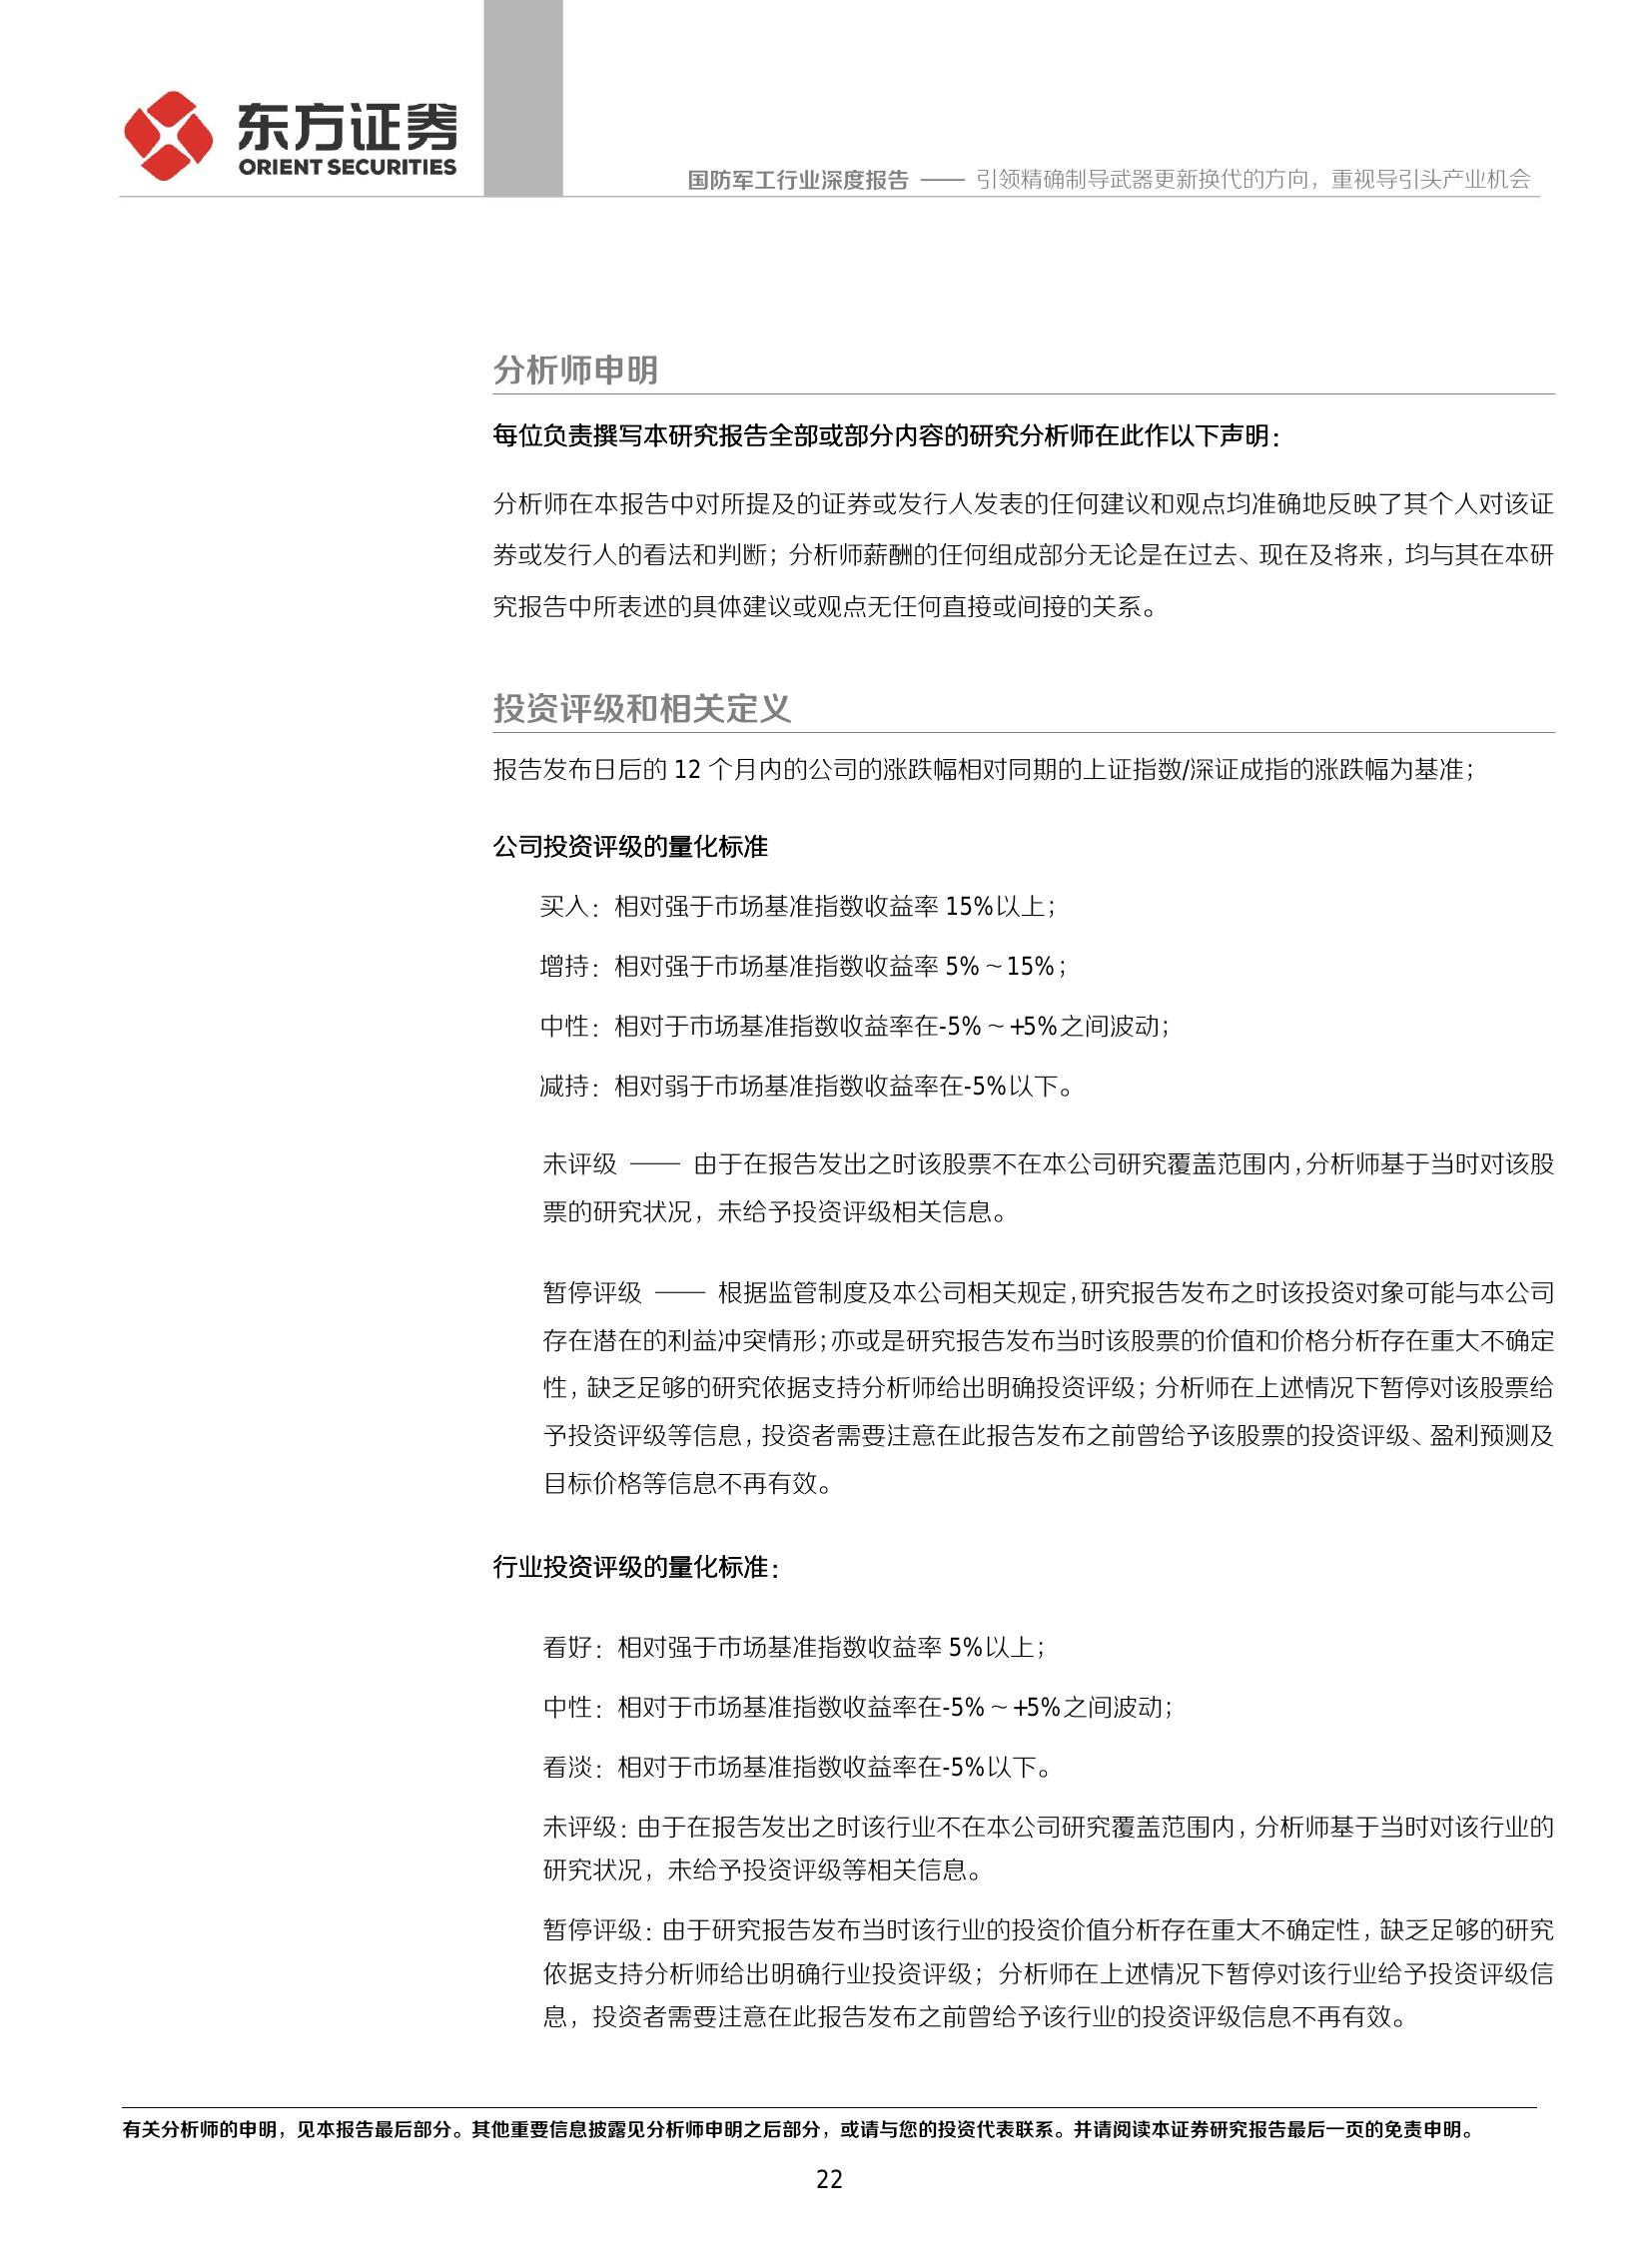 东方证券
ORIENT SECURITIES
国防军工行业深度报告 —— 引领精确制导武器更新换代的方向，重视导引头产业机会
分析师申明
每位负责撰写本研究报告全部或部分内容的研究分析师在此作以下声明：
分析师在本报告中对所提及的证券或发行人发表的任何建议和观点均准确地反映了其个人对该证
券或发行人的看法和判断；分析师薪酬的任何组成部分无论是在过去、现在及将来，均与其在本研
究报告中所表述的具体建议或观点无任何直接或间接的关系。
投资评级和相关定义
报告发布日后的 12 个月内的公司的涨跌幅相对同期的上证指数/深证成指的涨跌幅为基准；
公司投资评级的量化标准
买入：相对强于市场基准指数收益率 15%以上；
增持：相对强于市场基准指数收益率 5%～15%；
中性：相对于市场基准指数收益率在-5%～+5%之间波动；
减持：相对弱于市场基准指数收益率在-5%以下。
未评级 —— 由于在报告发出之时该股票不在本公司研究覆盖范围内，分析师基于当时对该股
票的研究状况，未给予投资评级相关信息。
暂停评级 —— 根据监管制度及本公司相关规定，研究报告发布之时该投资对象可能与本公司
存在潜在的利益冲突情形；亦或是研究报告发布当时该股票的价值和价格分析存在重大不确定
性，缺乏足够的研究依据支持分析师给出明确投资评级；分析师在上述情况下暂停对该股票给
予投资评级等信息，投资者需要注意在此报告发布之前曾给予该股票的投资评级、盈利预测及
目标价格等信息不再有效。
行业投资评级的量化标准：
看好：相对强于市场基准指数收益率 5%以上；
中性：相对于市场基准指数收益率在-5%～+5%之间波动；
看淡：相对于市场基准指数收益率在-5%以下。
未评级：由于在报告发出之时该行业不在本公司研究覆盖范围内，分析师基于当时对该行业的
研究状况，未给予投资评级等相关信息。
暂停评级：由于研究报告发布当时该行业的投资价值分析存在重大不确定性，缺乏足够的研究
依据支持分析师给出明确行业投资评级；分析师在上述情况下暂停对该行业给予投资评级信
息，投资者需要注意在此报告发布之前曾给予该行业的投资评级信息不再有效。
有关分析师的申明，见本报告最后部分。其他重要信息披露见分析师申明之后部分，或请与您的投资代表联系。并请阅读本证券研究报告最后一页的免责申明。
22